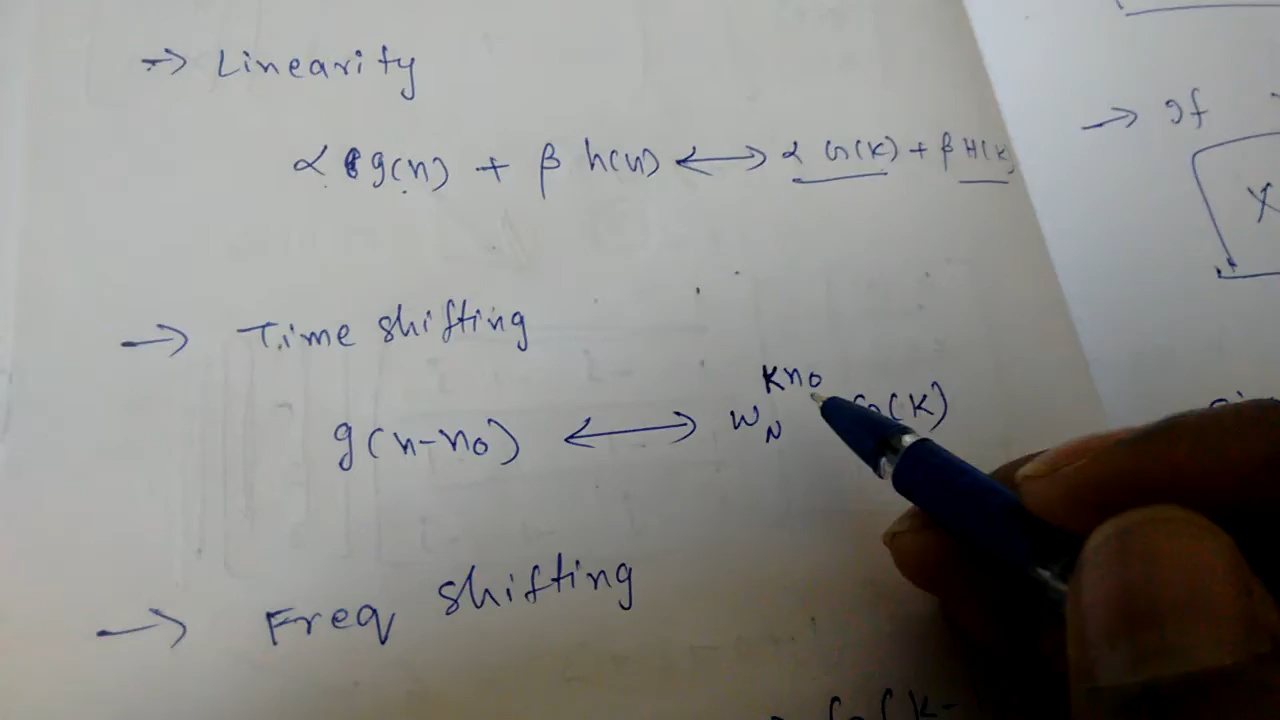 → Linearity
α g(n) + β h(n) ⟷ α G(K) + β H(K)
→ If
X
→ Time shifting
g(n-n₀) ⟷ W_N^{Kn₀} G(K)
→ Freq shifting
G(K-